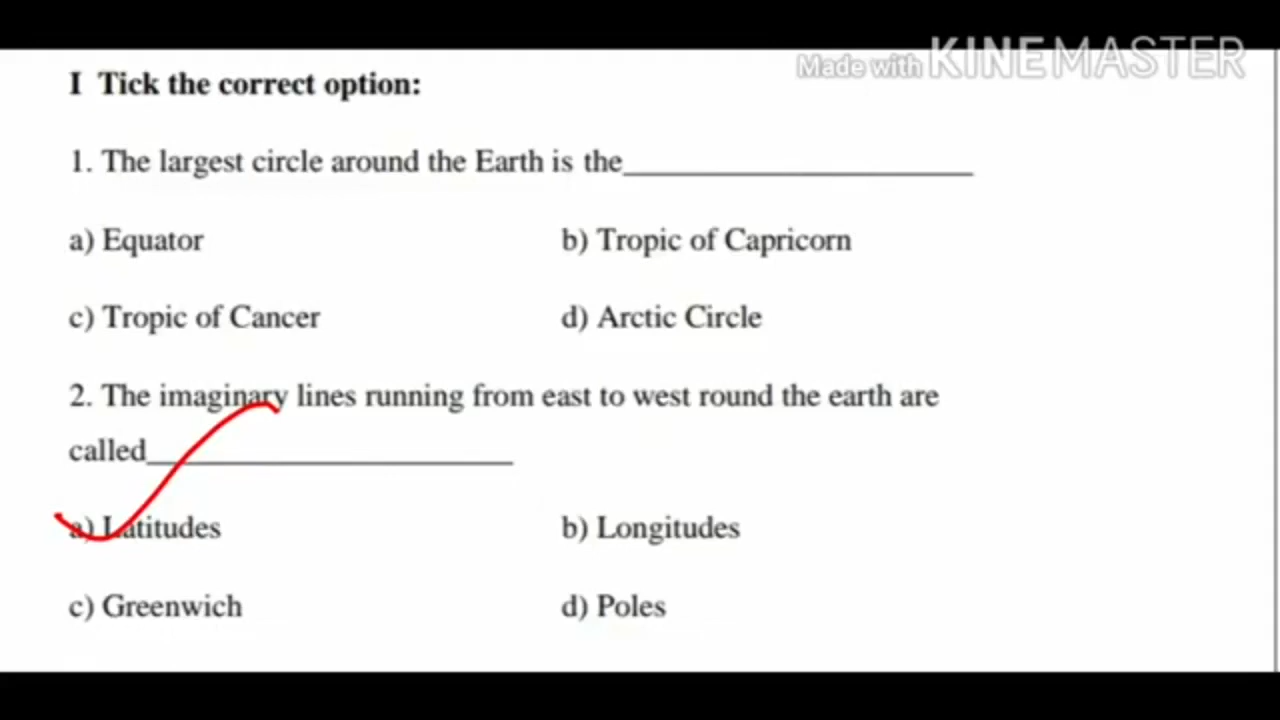 Made with KINEMASTER
I Tick the correct option:
1. The largest circle around the Earth is the____________________
a) Equator b) Tropic of Capricorn
c) Tropic of Cancer d) Arctic Circle
2. The imaginary lines running from east to west round the earth are
called____________________
a) Latitudes b) Longitudes
c) Greenwich d) Poles